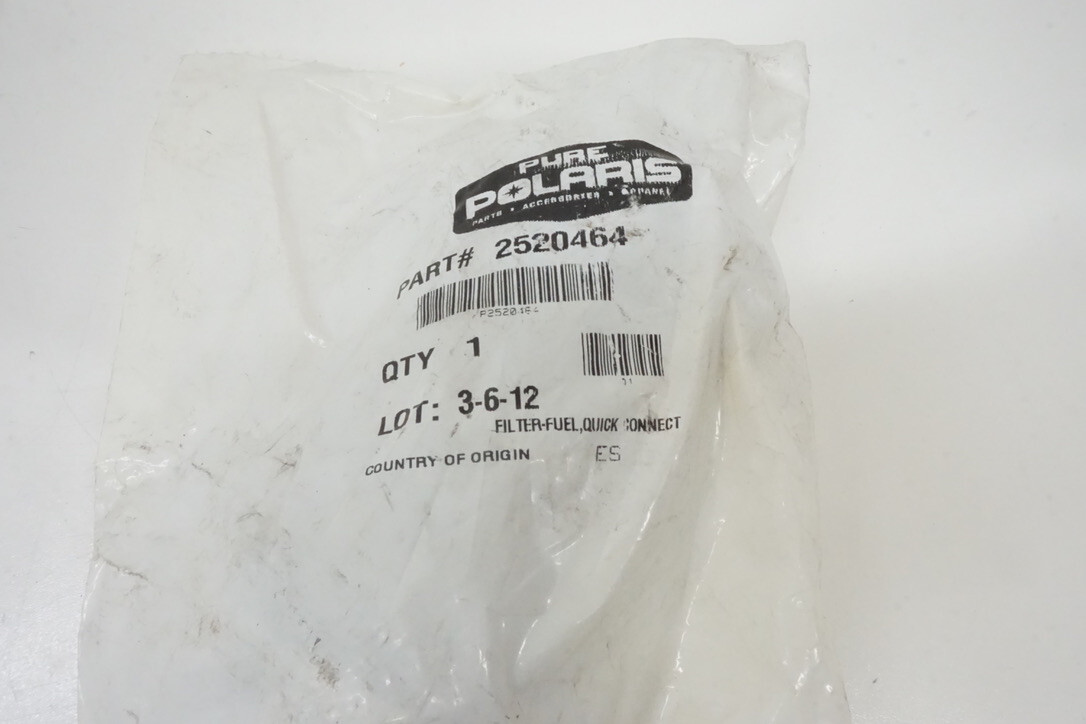 PURE
POLARIS
PARTS • ACCESSORIES • APPAREL
PART# 2520464
P2520464
QTY 1
LOT: 3-6-12
FILTER-FUEL,QUICK CONNECT
COUNTRY OF ORIGIN ES